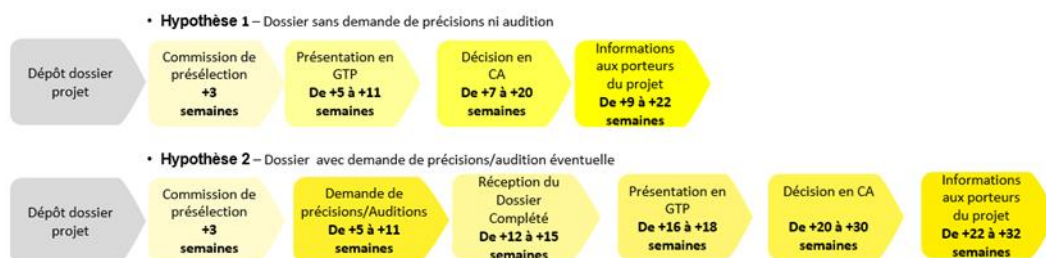 • Hypothèse 1 – Dossier sans demande de précisions ni audition
Dépôt dossier
projet
Commission de
présélection
+3
semaines
Présentation en
GTP
De +5 à +11
semaines
Décision en
CA
De +7 à +20
semaines
Informations
aux porteurs
du projet
De +9 à +22
semaines
• Hypothèse 2 – Dossier avec demande de précisions/audition éventuelle
Dépôt dossier
projet
Commission de
présélection
+3
semaines
Demande de
précisions/Auditions
De +5 à +11
semaines
Réception du
Dossier
Complété
De +12 à +15
semaines
Présentation en
GTP
De +16 à +18
semaines
Décision en CA
De +20 à +30
semaines
Informations
aux porteurs
du projet
De +22 à +32
semaines